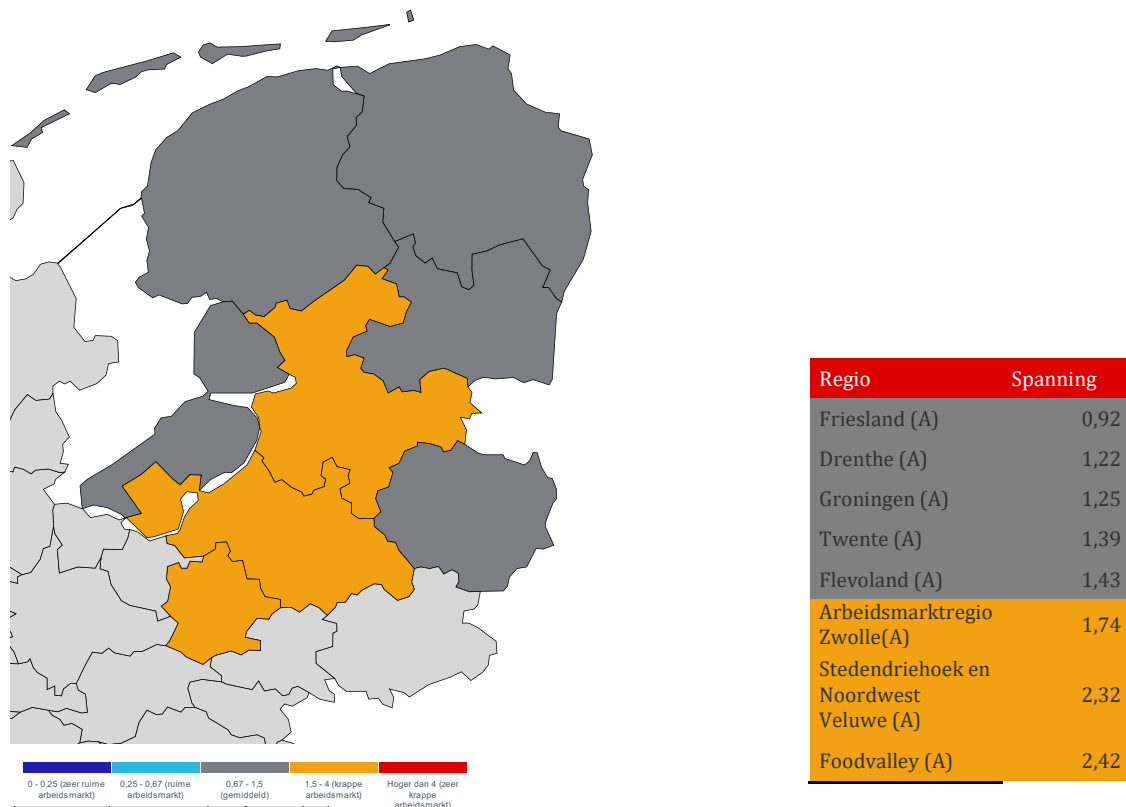 Regio Spanning
Friesland (A) 0,92
Drenthe (A) 1,22
Groningen (A) 1,25
Twente (A) 1,39
Flevoland (A) 1,43
Arbeidsmarktregio
Zwolle(A) 1,74
Stedendriehoek en
Noordwest 2,32
Veluwe (A)
Foodvalley (A) 2,42
0 - 0,25 (zeer ruime
arbeidsmarkt)
0,25 - 0,67 (ruime
arbeidsmarkt)
0,67 - 1,5
(gemiddeld)
1,5 - 4 (krappe
arbeidsmarkt)
Hoger dan 4 (zeer
krappe
arbeidsmarkt)